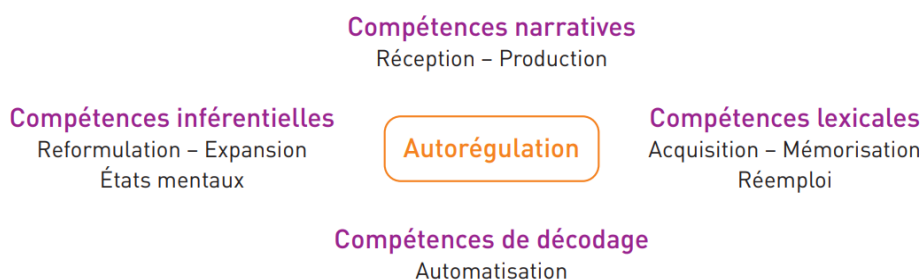 Compétences narratives
Réception – Production
Compétences inférentielles
Reformulation – Expansion
États mentaux
Autorégulation
Compétences lexicales
Acquisition – Mémorisation
Réemploi
Compétences de décodage
Automatisation